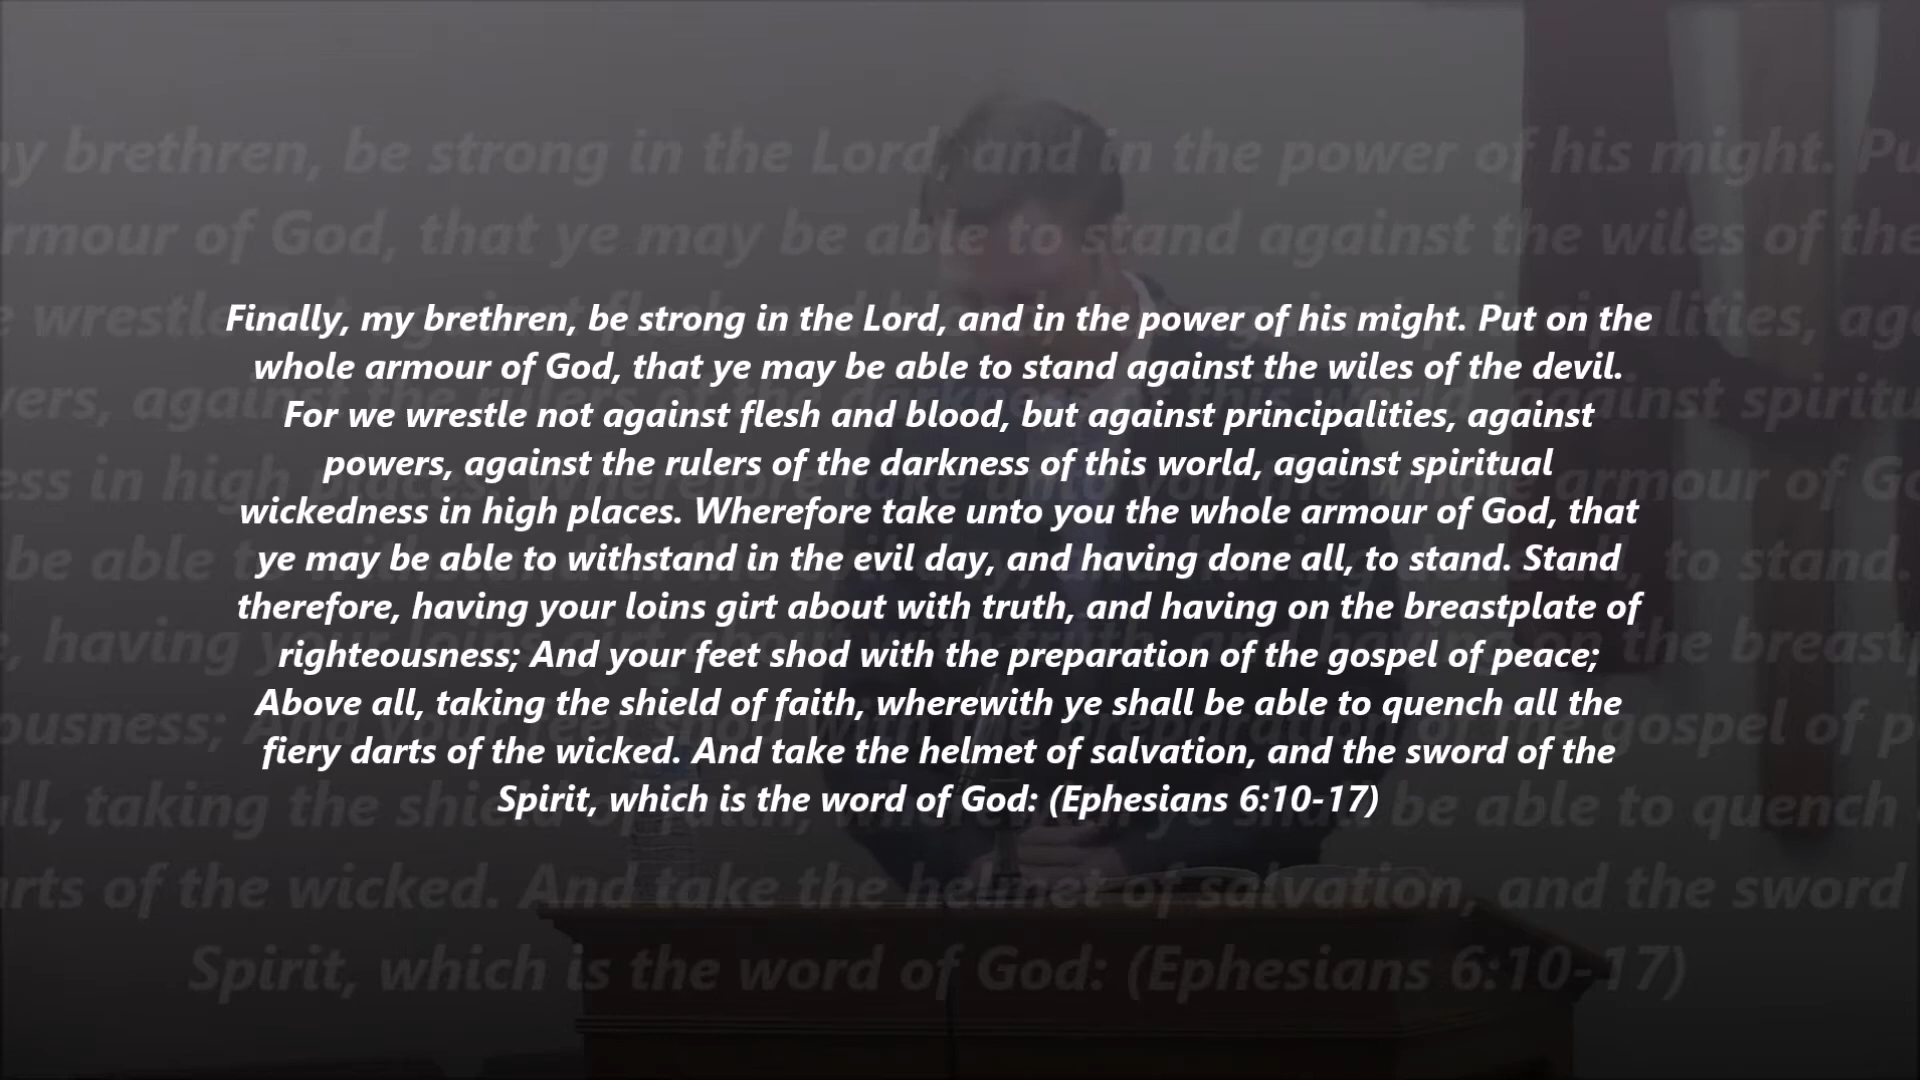 Finally, my brethren, be strong in the Lord, and in the power of his might. Put on the
whole armour of God, that ye may be able to stand against the wiles of the devil.
For we wrestle not against flesh and blood, but against principalities, against
powers, against the rulers of the darkness of this world, against spiritual
wickedness in high places. Wherefore take unto you the whole armour of God, that
ye may be able to withstand in the evil day, and having done all, to stand. Stand
therefore, having your loins girt about with truth, and having on the breastplate of
righteousness; And your feet shod with the preparation of the gospel of peace;
Above all, taking the shield of faith, wherewith ye shall be able to quench all the
fiery darts of the wicked. And take the helmet of salvation, and the sword of the
Spirit, which is the word of God: (Ephesians 6:10-17)